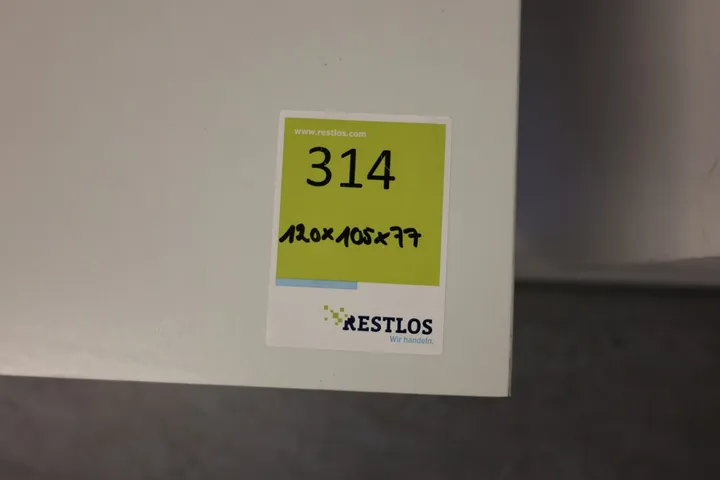 www.restlos.com
314
120x105x77
RESTLOS
Wir handeln.